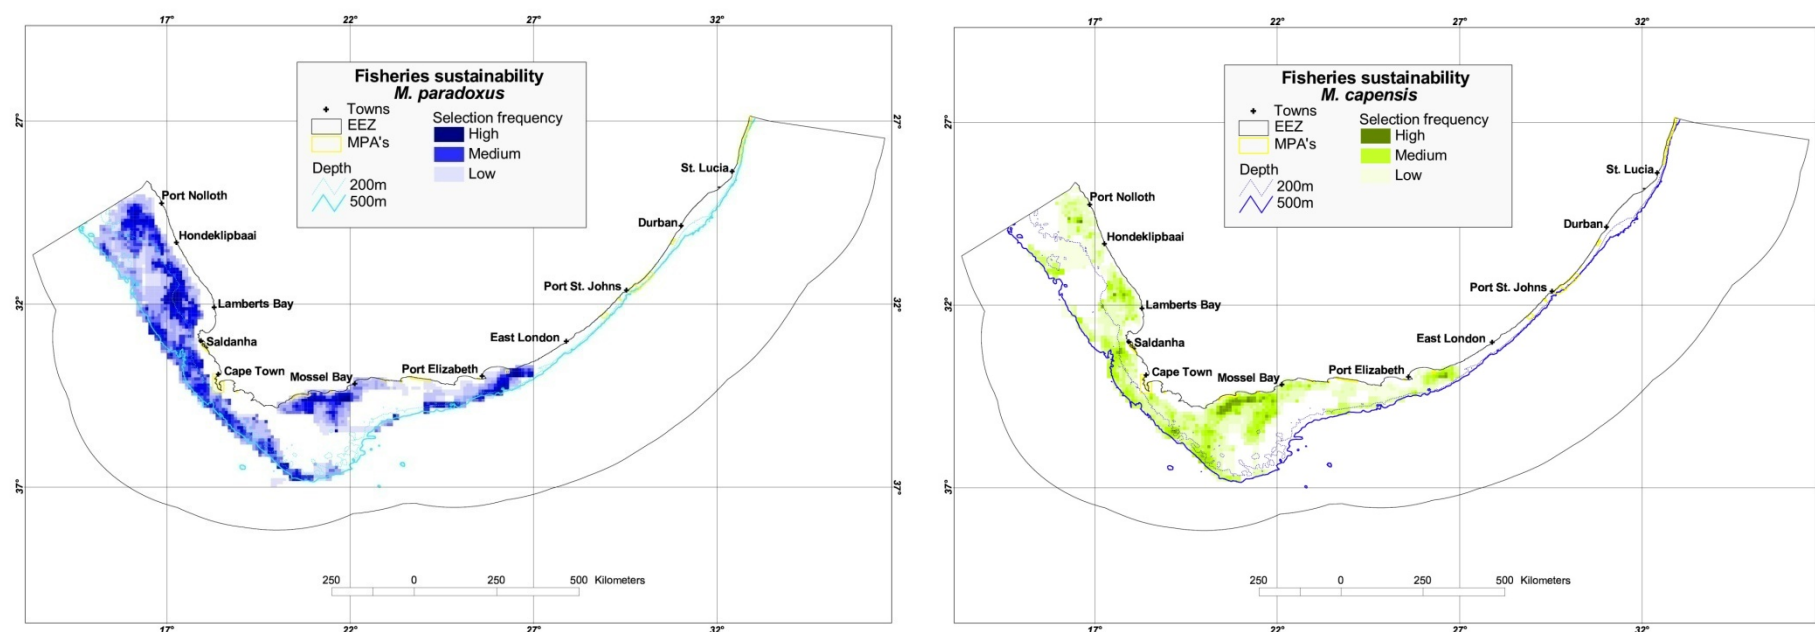 17°
22°
32°
Fisheries sustainability
M. paradoxus
Towns
EEZ
MPA's
Depth
200m
500m
Selection frequency
High
Medium
Low
27°
27°
St. Lucia
Port Nolloth
Durban
Hondeklipbaai
Port St. Johns
32°
32°
Lamberts Bay
East London
Saldanha
Cape Town
Mossel Bay
Port Elizabeth
37°
37°
250 0 250 500 Kilometers
17°
22°
27°
32°
17°
22°
32°
Fisheries sustainability
M. capensis
Towns
EEZ
MPA's
Depth
200m
500m
Selection frequency
High
Medium
Low
27°
St. Lucia
Port Nolloth
Durban
Hondeklipbaai
Port St. Johns
32°
Lamberts Bay
East London
Saldanha
Cape Town
Mossel Bay
Port Elizabeth
37°
250 0 250 500 Kilometers
17°
22°
27°
32°